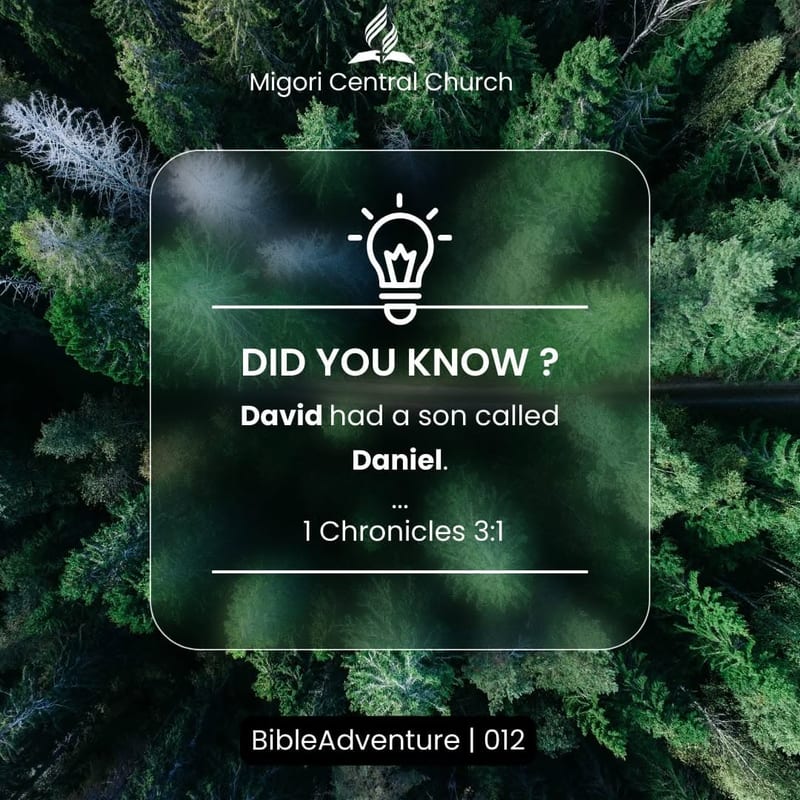 Migori Central Church
DID YOU KNOW ?
David had a son called
Daniel.
...
1 Chronicles 3:1
BibleAdventure | 012